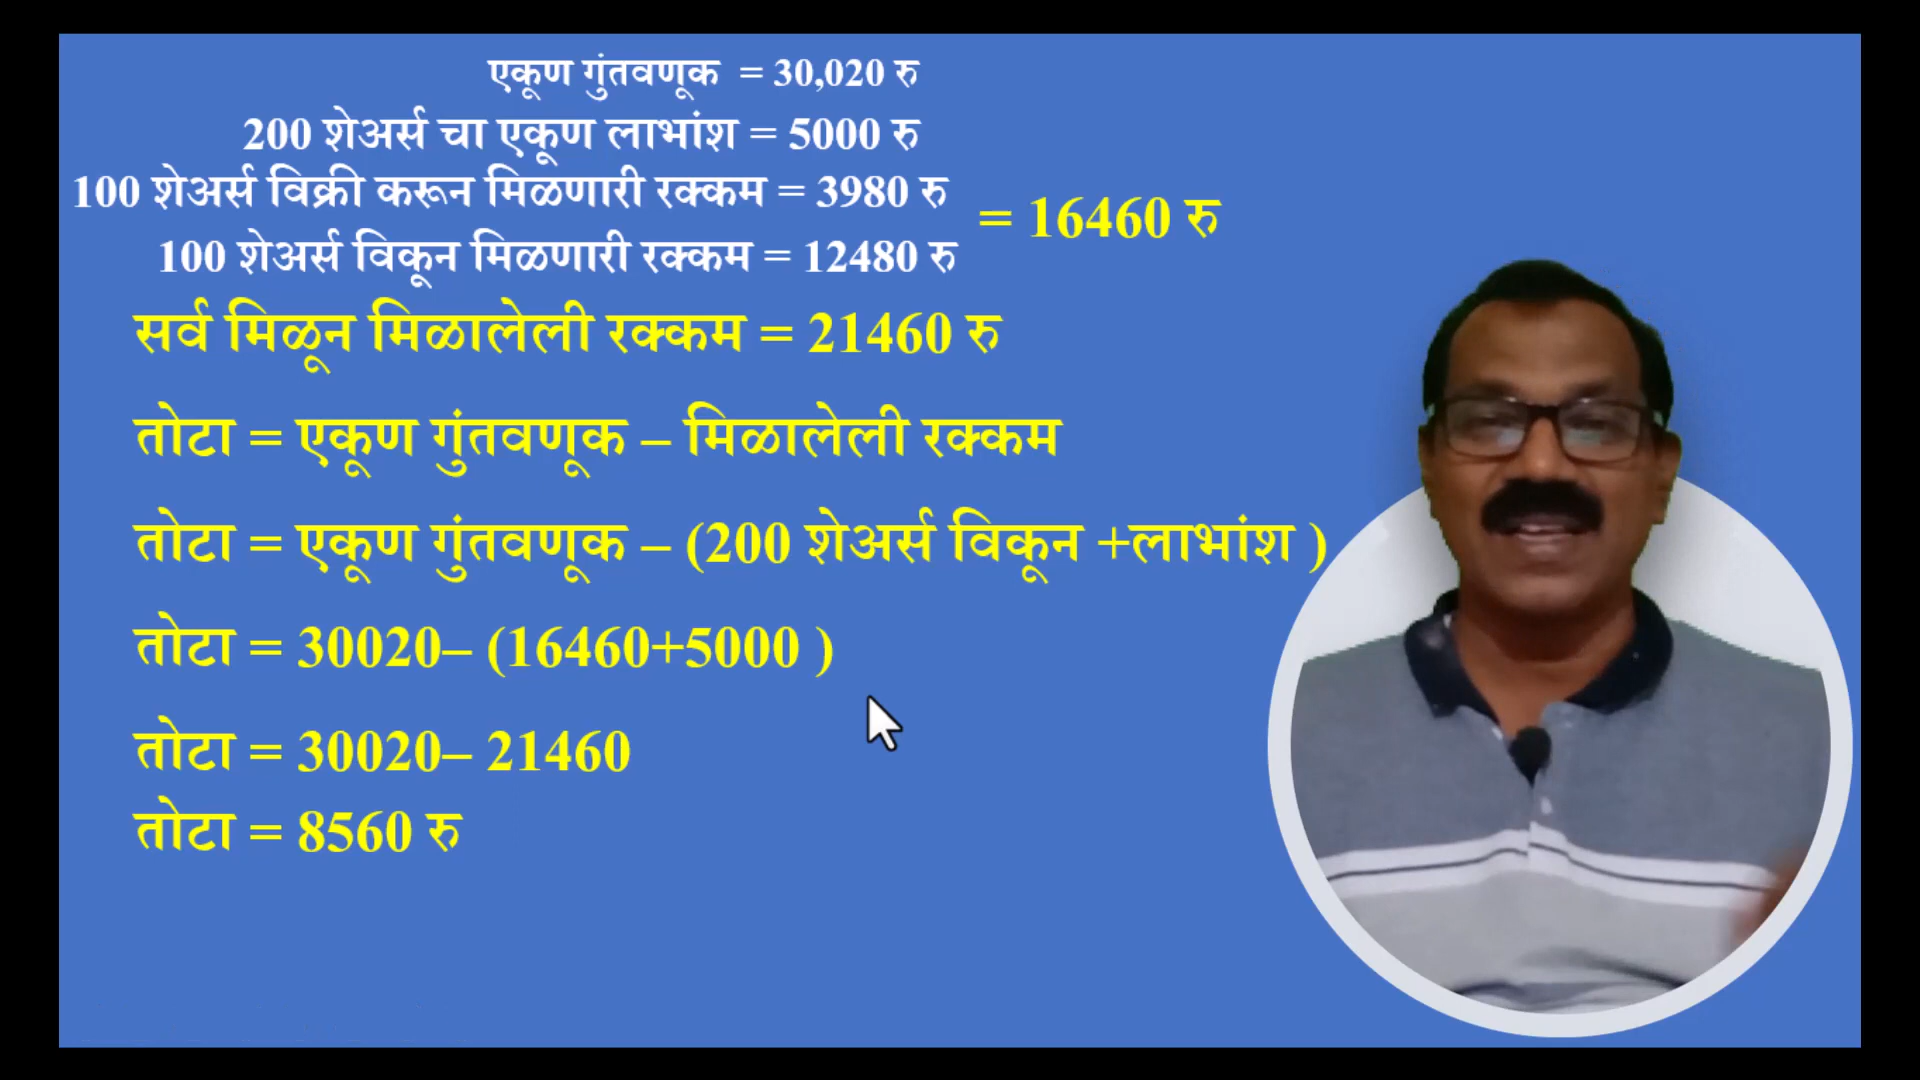 एकूण गुंतवणूक = 30,020 रु
200 शेअर्स चा एकूण लाभांश = 5000 रु
100 शेअर्स विक्री करून मिळणारी रक्कम = 3980 रु
= 16460 रु
100 शेअर्स विकून मिळणारी रक्कम = 12480 रु
सर्व मिळून मिळालेली रक्कम = 21460 रु
तोटा = एकूण गुंतवणूक – मिळालेली रक्कम
तोटा = एकूण गुंतवणूक – (200 शेअर्स विकून +लाभांश )
तोटा = 30020– (16460+5000 )
तोटा = 30020– 21460
तोटा = 8560 रु